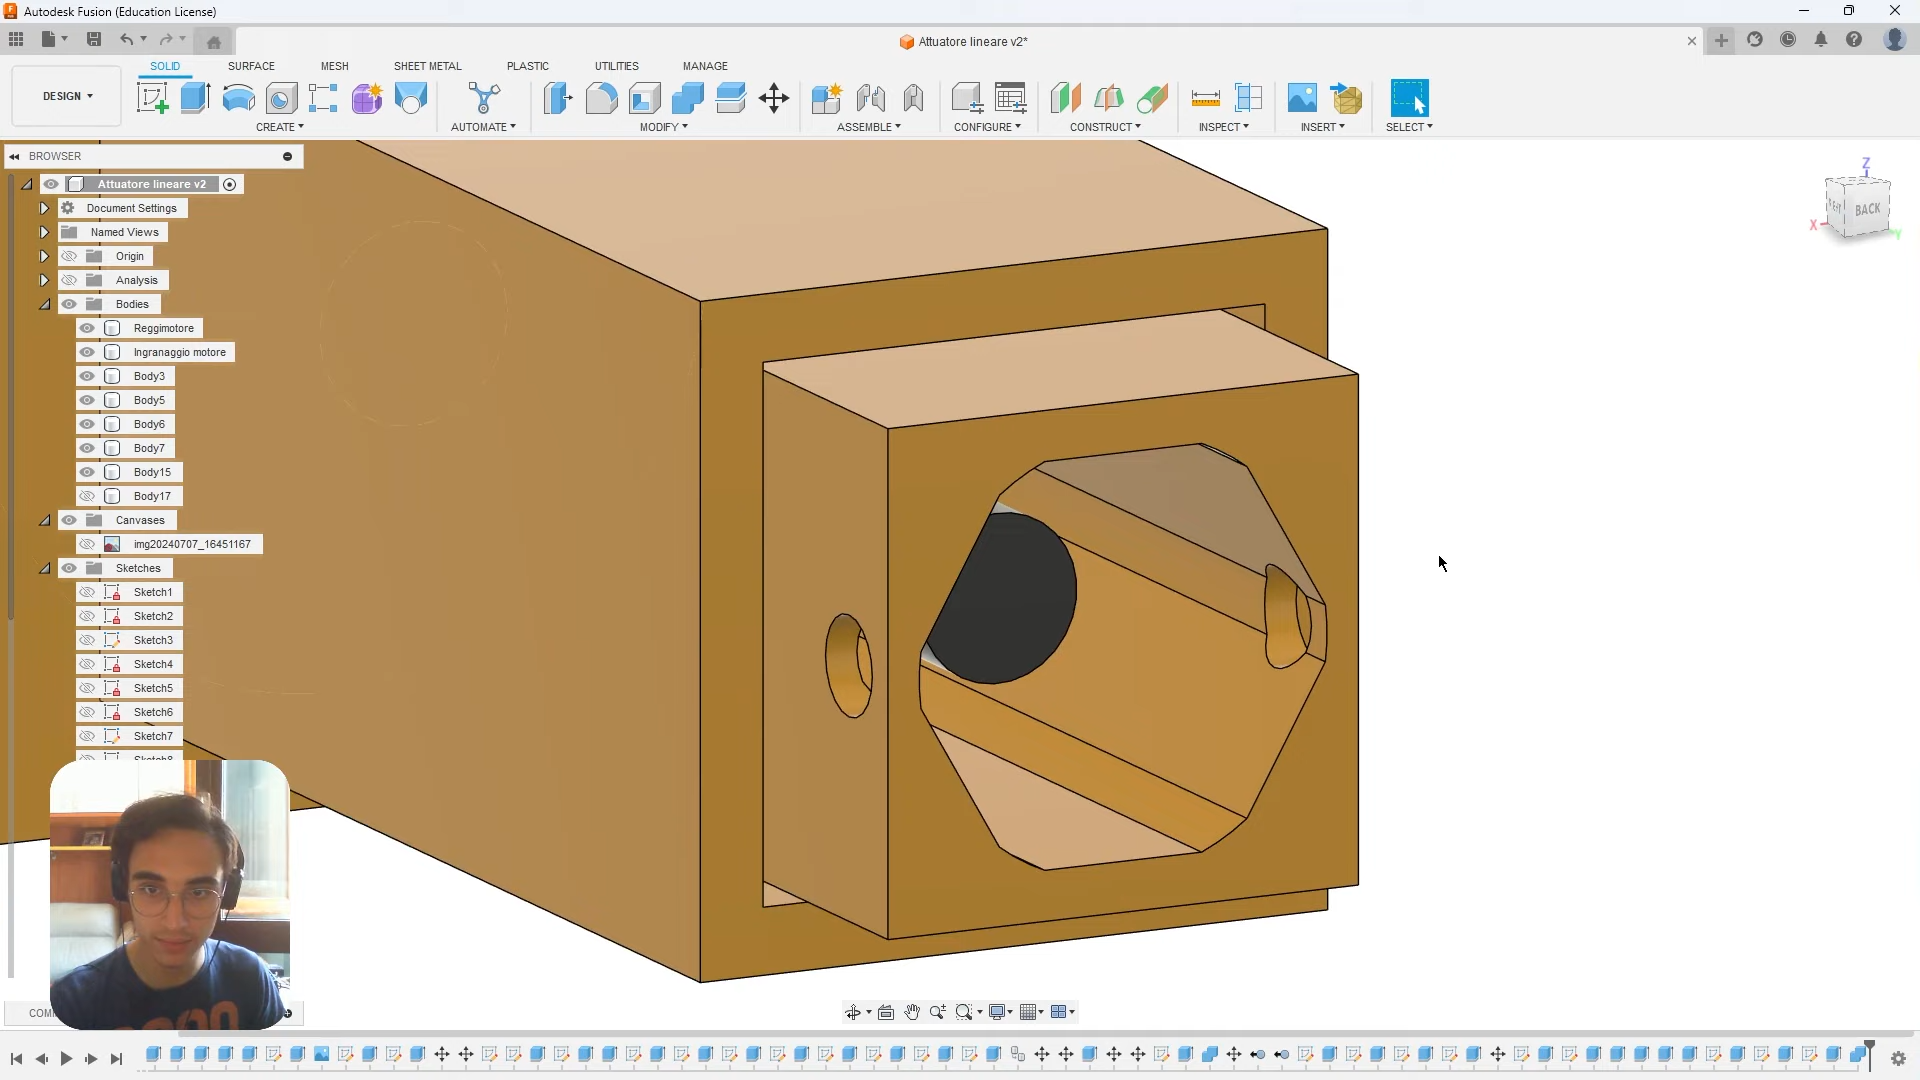 Autodesk Fusion (Education License)
Attuatore lineare v2*
SOLID SURFACE MESH SHEET METAL PLASTIC UTILITIES MANAGE
DESIGN
CREATE AUTOMATE MODIFY ASSEMBLE CONFIGURE CONSTRUCT INSPECT INSERT SELECT
BROWSER
Attuatore lineare v2
Document Settings
Named Views
Origin
Analysis
Bodies
Reggimotore
Ingranaggio motore
Body3
Body5
Body6
Body7
Body15
Body17
Canvases
img20240707_16451167
Sketches
Sketch1
Sketch2
Sketch3
Sketch4
Sketch5
Sketch6
Sketch7
Sketch8
Z
BACK
X
Y